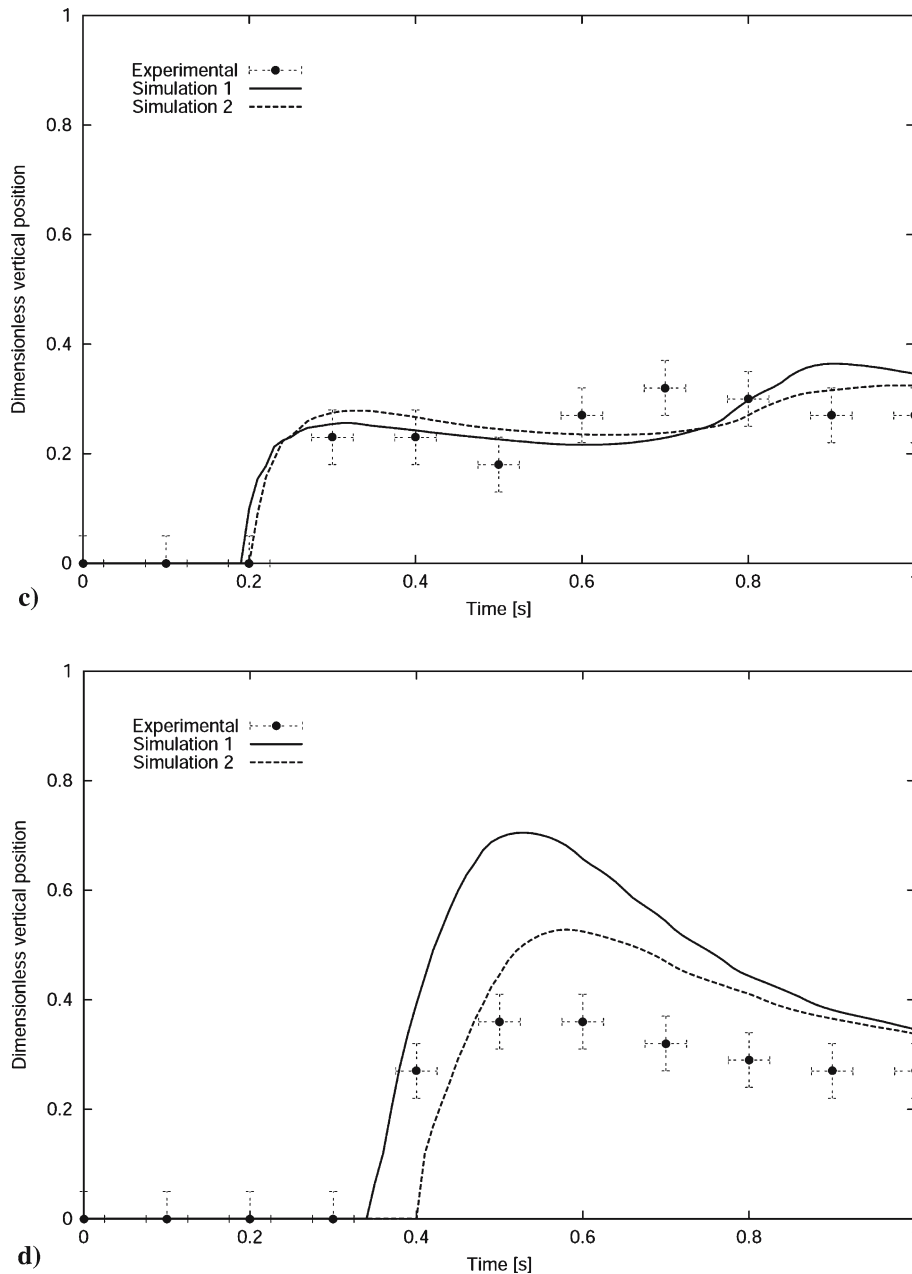 1
0.8
0.6
0.4
0.2
0
Dimensionless vertical position
Experimental
Simulation 1
Simulation 2
0 0.2 0.4 0.6 0.8
Time [s]
c)
1
0.8
0.6
0.4
0.2
0
Dimensionless vertical position
Experimental
Simulation 1
Simulation 2
0 0.2 0.4 0.6 0.8
Time [s]
d)